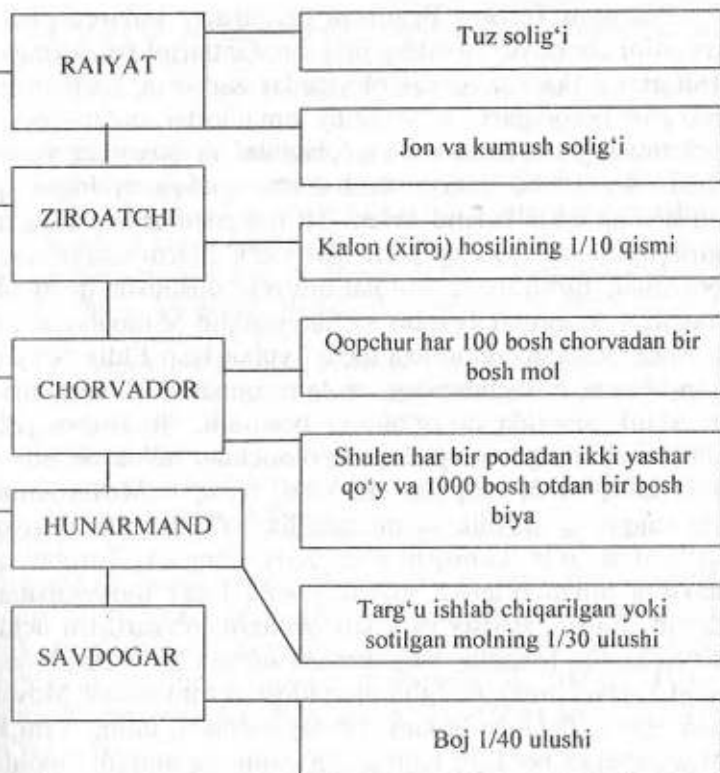 RAIYAT
ZIROATCHI
CHORVADOR
HUNARMAND
SAVDOGAR
Tuz solig‘i
Jon va kumush solig‘i
Kalon (xiroj) hosilining 1/10 qismi
Qopchur har 100 bosh chorvadan bir
bosh mol
Shulen har bir podadan ikki yashar
qo'y va 1000 bosh otdan bir bosh
biya
Targ‘u ishlab chiqarilgan yoki
sotilgan molning 1/30 ulushi
Boj 1/40 ulushi